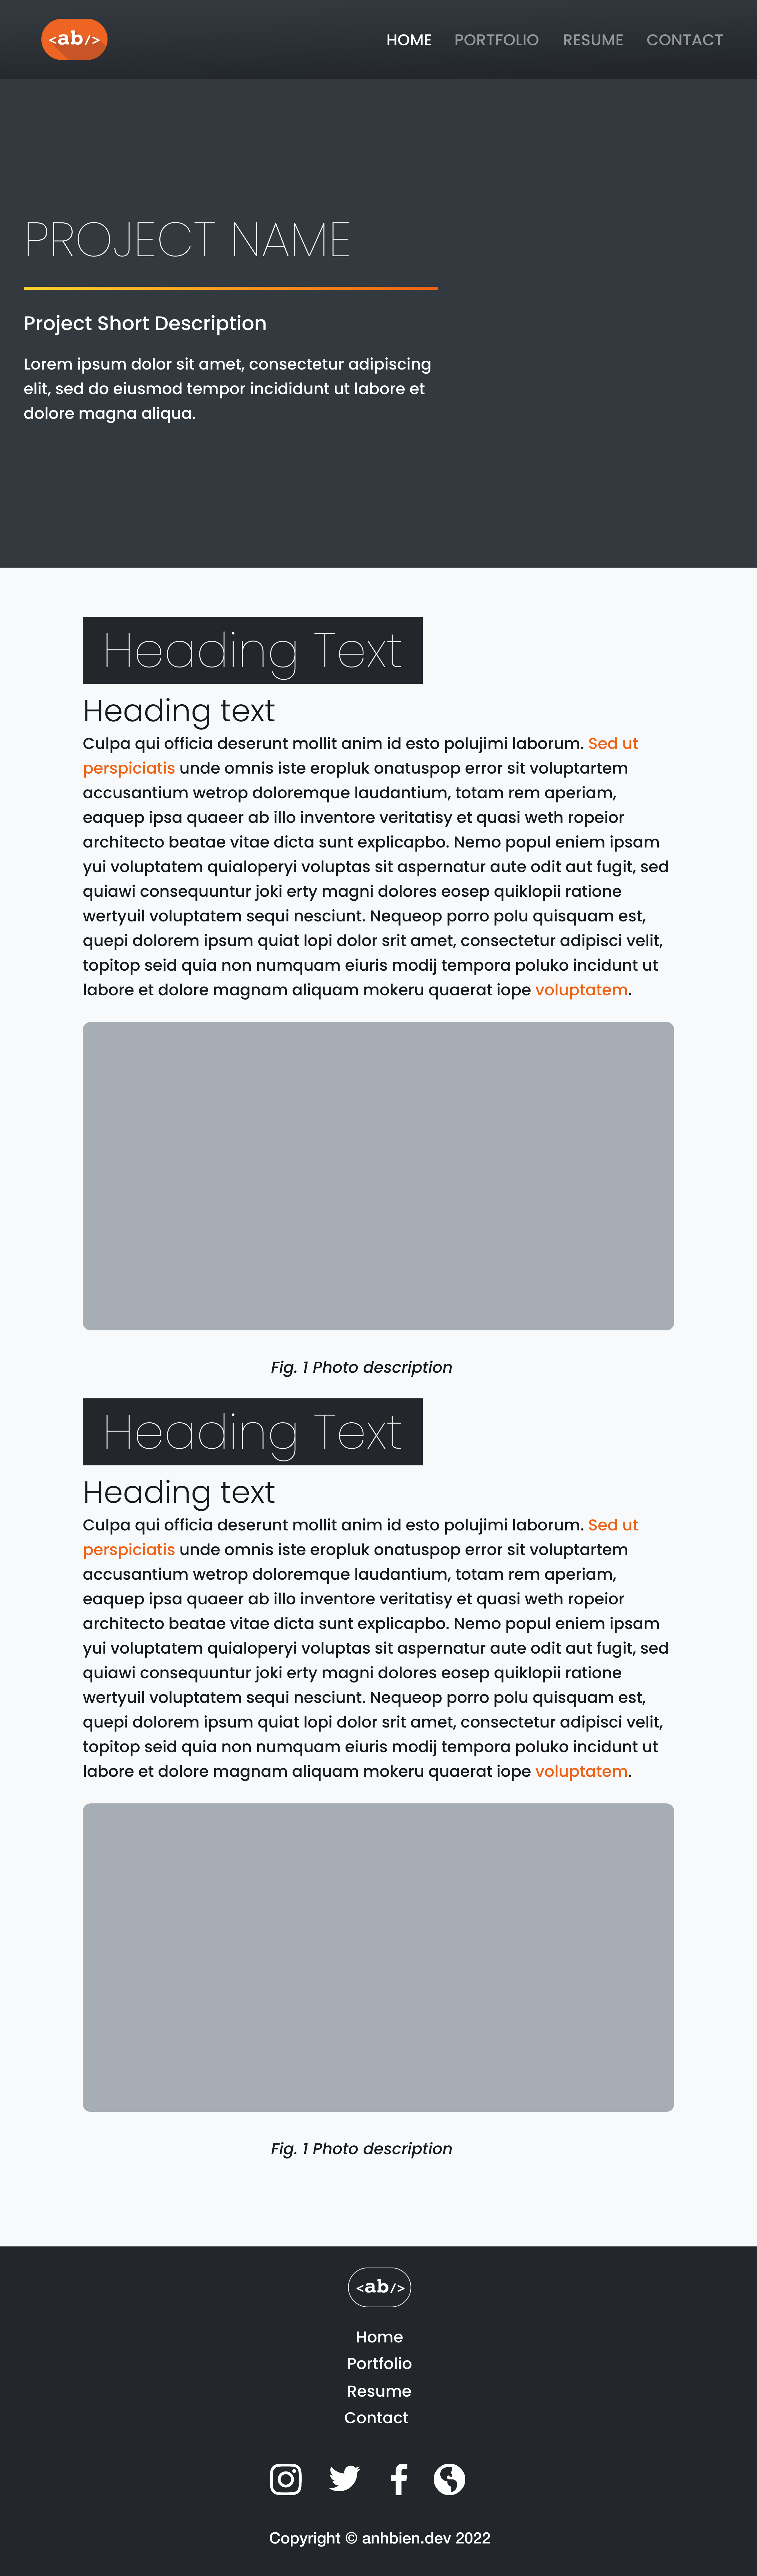 <ab/>
HOME PORTFOLIO RESUME CONTACT
PROJECT NAME
Project Short Description
Lorem ipsum dolor sit amet, consectetur adipiscing
elit, sed do eiusmod tempor incididunt ut labore et
dolore magna aliqua.
Heading Text
Heading text
Culpa qui officia deserunt mollit anim id esto polujimi laborum. Sed ut
perspiciatis unde omnis iste eropluk onatuspop error sit voluptartem
accusantium wetrop doloremque laudantium, totam rem aperiam,
eaquep ipsa quaeer ab illo inventore veritatisy et quasi weth ropeior
architecto beatae vitae dicta sunt explicapbo. Nemo popul eniem ipsam
yui voluptatem quialoperyi voluptas sit aspernatur aute odit aut fugit, sed
quiawi consequuntur joki erty magni dolores eosep quiklopii ratione
wertyuil voluptatem sequi nesciunt. Nequeop porro polu quisquam est,
quepi dolorem ipsum quiat lopi dolor srit amet, consectetur adipisci velit,
topitop seid quia non numquam eiuris modij tempora poluko incidunt ut
labore et dolore magnam aliquam mokeru quaerat iope voluptatem.
Fig. 1 Photo description
Heading Text
Heading text
Culpa qui officia deserunt mollit anim id esto polujimi laborum. Sed ut
perspiciatis unde omnis iste eropluk onatuspop error sit voluptartem
accusantium wetrop doloremque laudantium, totam rem aperiam,
eaquep ipsa quaeer ab illo inventore veritatisy et quasi weth ropeior
architecto beatae vitae dicta sunt explicapbo. Nemo popul eniem ipsam
yui voluptatem quialoperyi voluptas sit aspernatur aute odit aut fugit, sed
quiawi consequuntur joki erty magni dolores eosep quiklopii ratione
wertyuil voluptatem sequi nesciunt. Nequeop porro polu quisquam est,
quepi dolorem ipsum quiat lopi dolor srit amet, consectetur adipisci velit,
topitop seid quia non numquam eiuris modij tempora poluko incidunt ut
labore et dolore magnam aliquam mokeru quaerat iope voluptatem.
Fig. 1 Photo description
<ab/>
Home
Portfolio
Resume
Contact
Copyright © anhbien.dev 2022